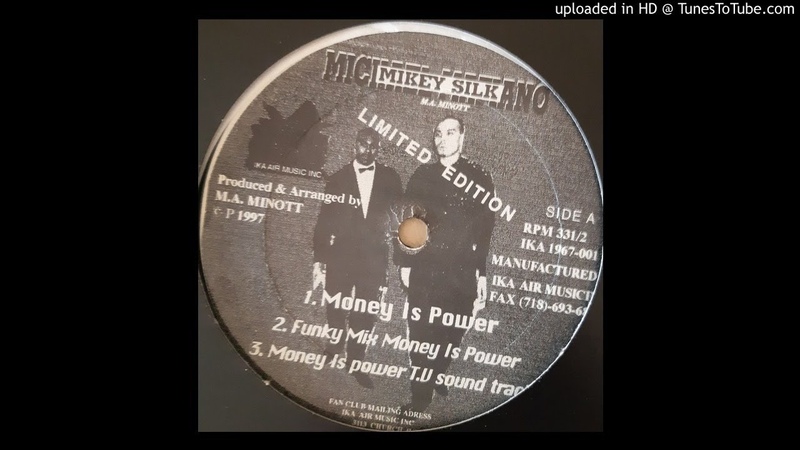 uploaded in HD @ TunesToTube.com
MIKEY SILK
M.A. MINOTT
LIMITED EDITION
IKA AIR MUSIC INC
Produced & Arranged by
M.A. MINOTT
P 1997
SIDE A
RPM 331/2
IKA 1967-001
MANUFACTURED
IKA AIR MUSIC
FAX (718)-693-6
1. Money Is Power
2. Funky Mix Money Is Power
3. Money Is power T.V sound trac
FAN CLUB MAILING ADRESS
IKA AIR MUSIC INC
CHURCH